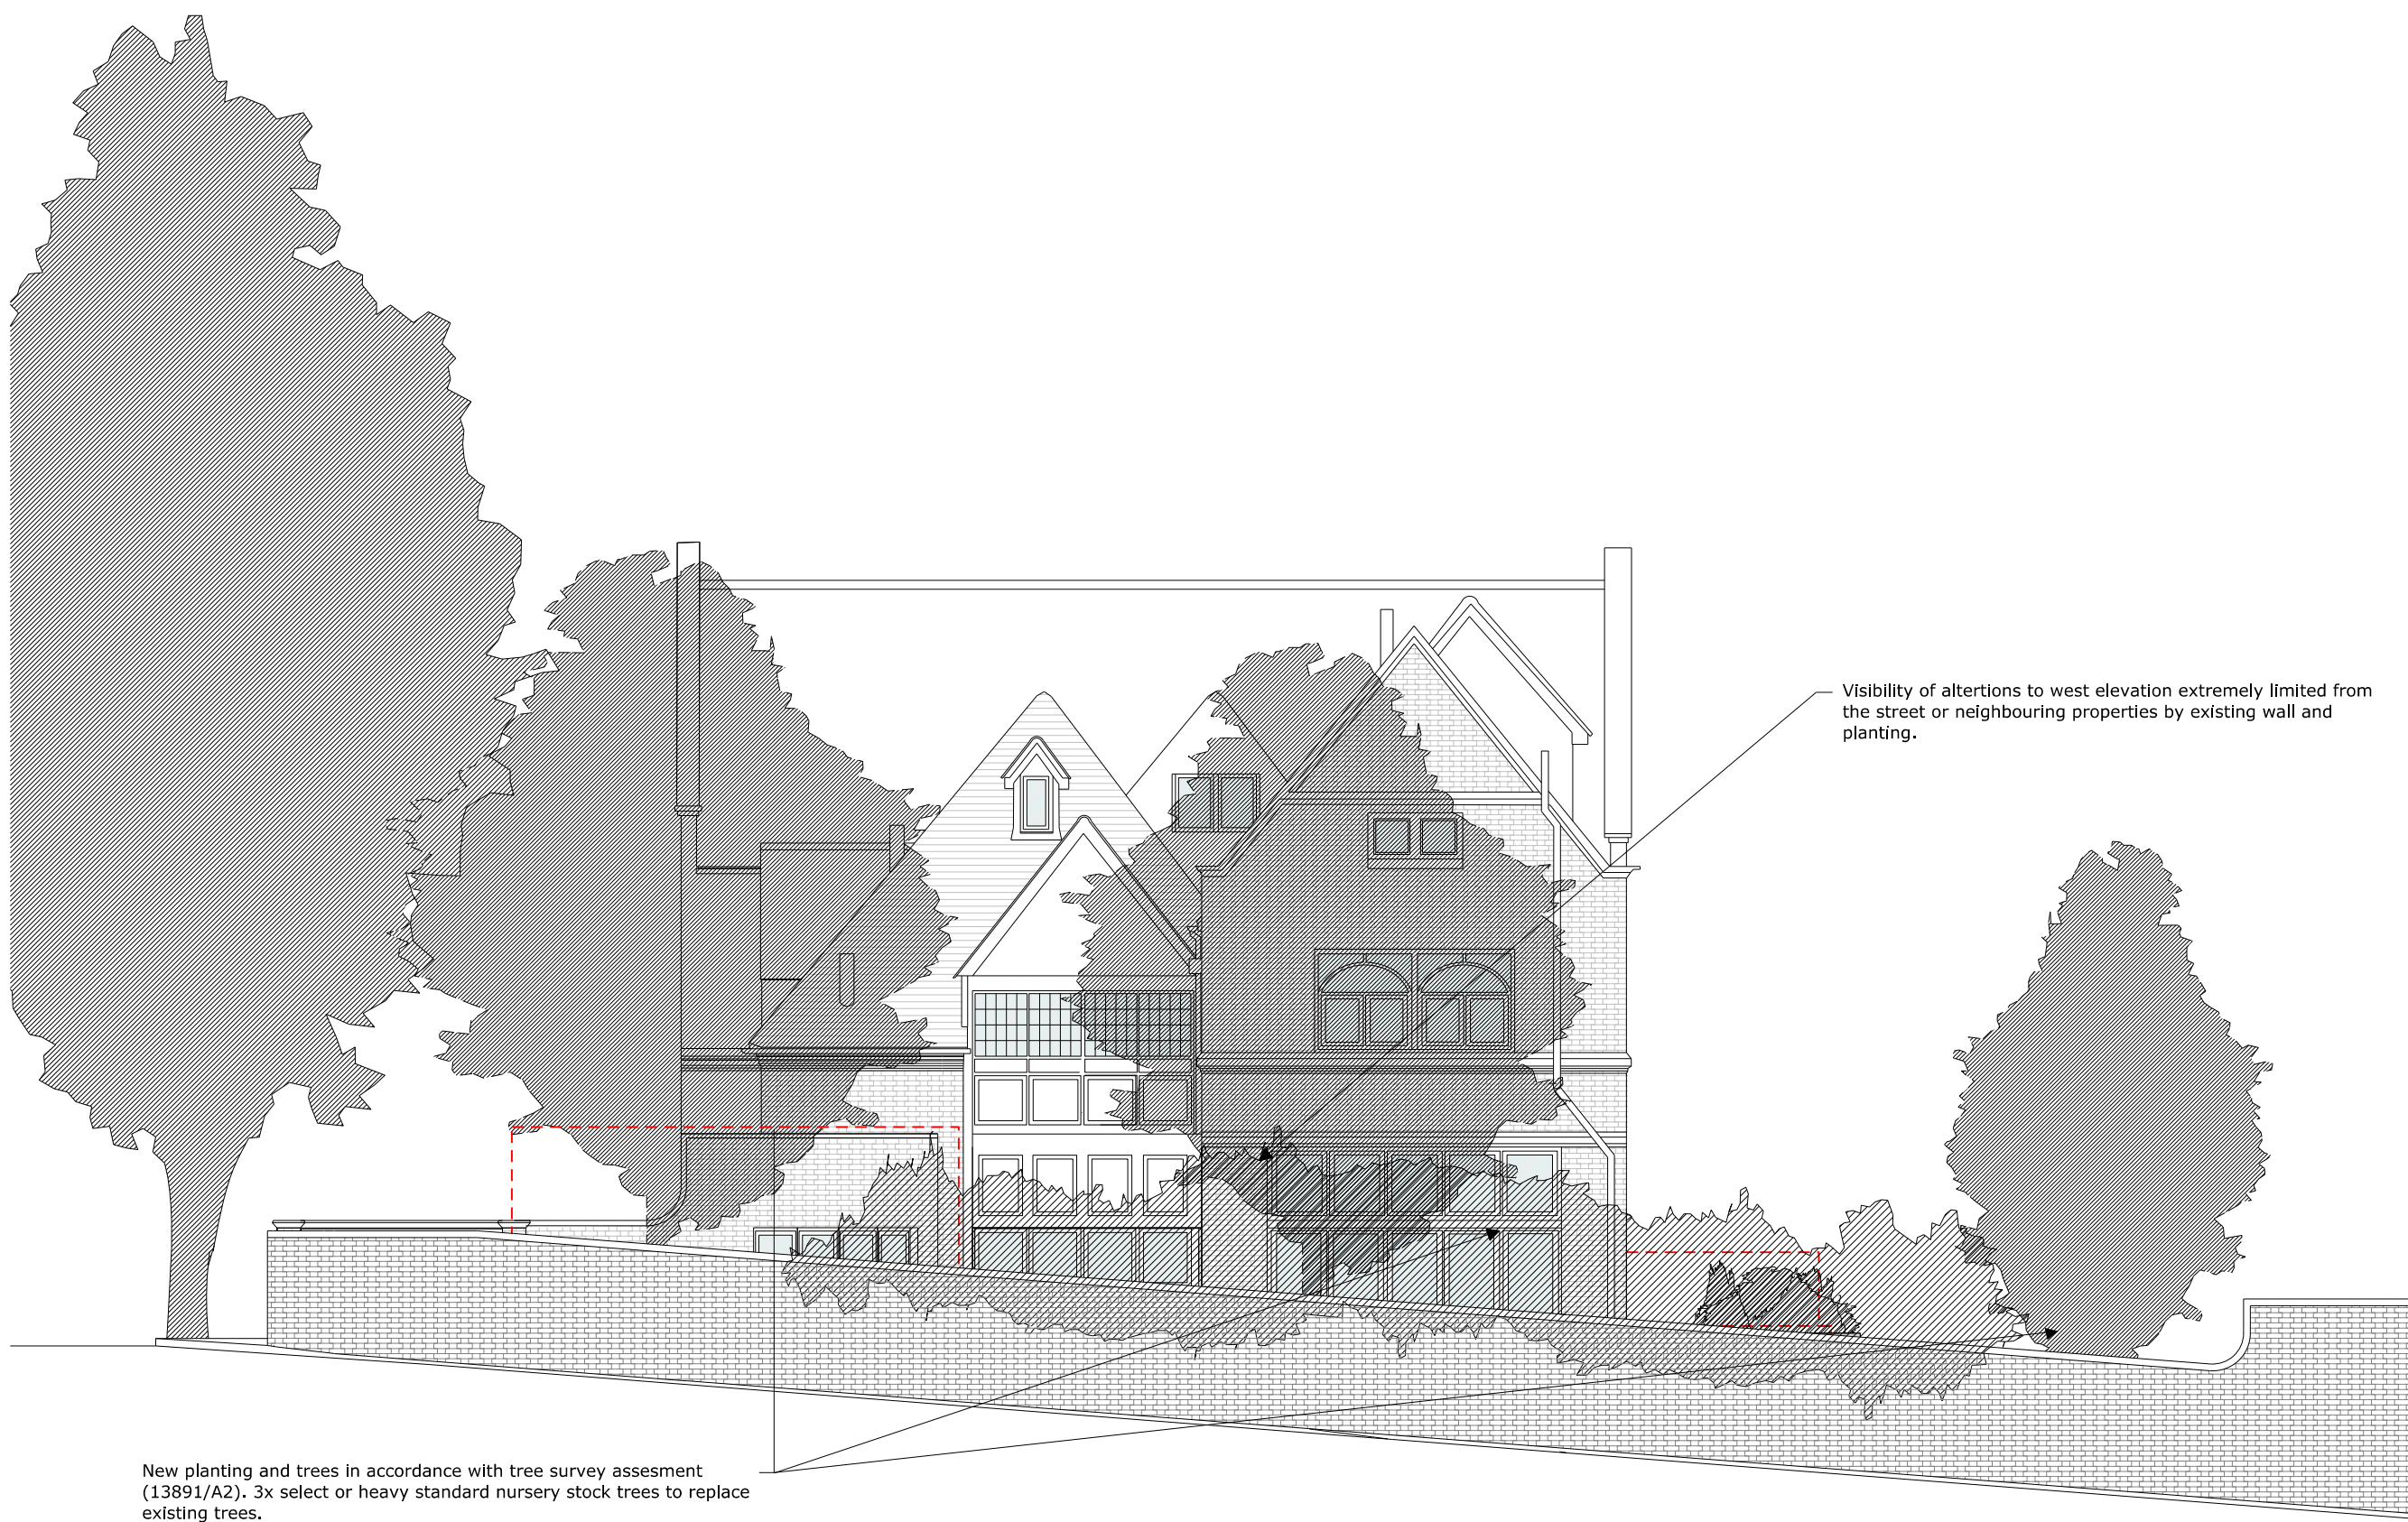 Visibility of altertions to west elevation extremely limited from
the street or neighbouring properties by existing wall and
planting.
New planting and trees in accordance with tree survey assesment
(13891/A2). 3x select or heavy standard nursery stock trees to replace
existing trees.